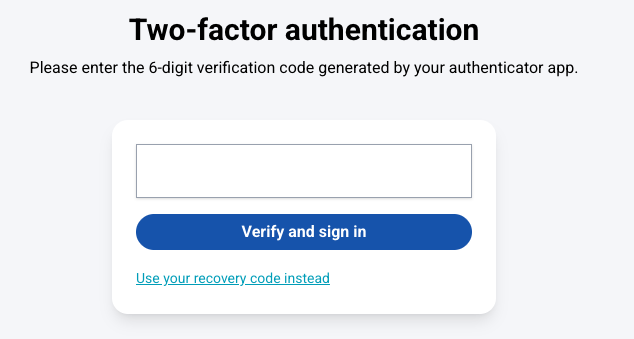 Two-factor authentication
Please enter the 6-digit verification code generated by your authenticator app.
Verify and sign in
Use your recovery code instead